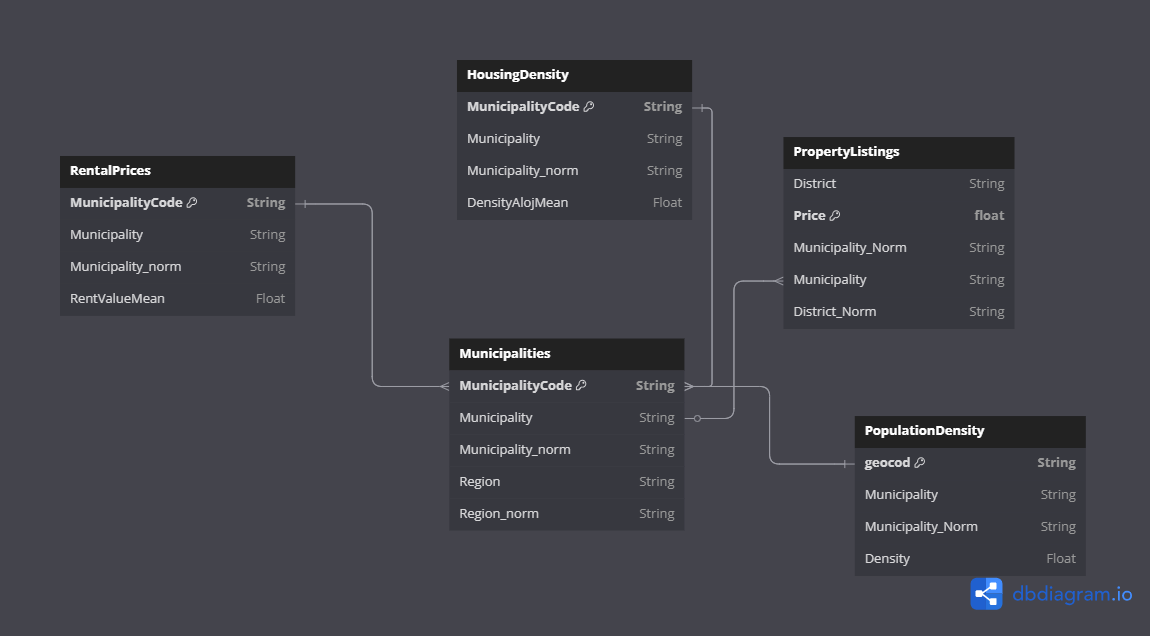 HousingDensity
MunicipalityCode String
Municipality String
Municipality_norm String
DensityAlojMean Float
PropertyListings
District String
Price float
Municipality_Norm String
Municipality String
District_Norm String
RentalPrices
MunicipalityCode String
Municipality String
Municipality_norm String
RentValueMean Float
Municipalities
MunicipalityCode String
Municipality String
Municipality_norm String
Region String
Region_norm String
PopulationDensity
geocod String
Municipality String
Municipality_Norm String
Density Float
dbdiagram.io